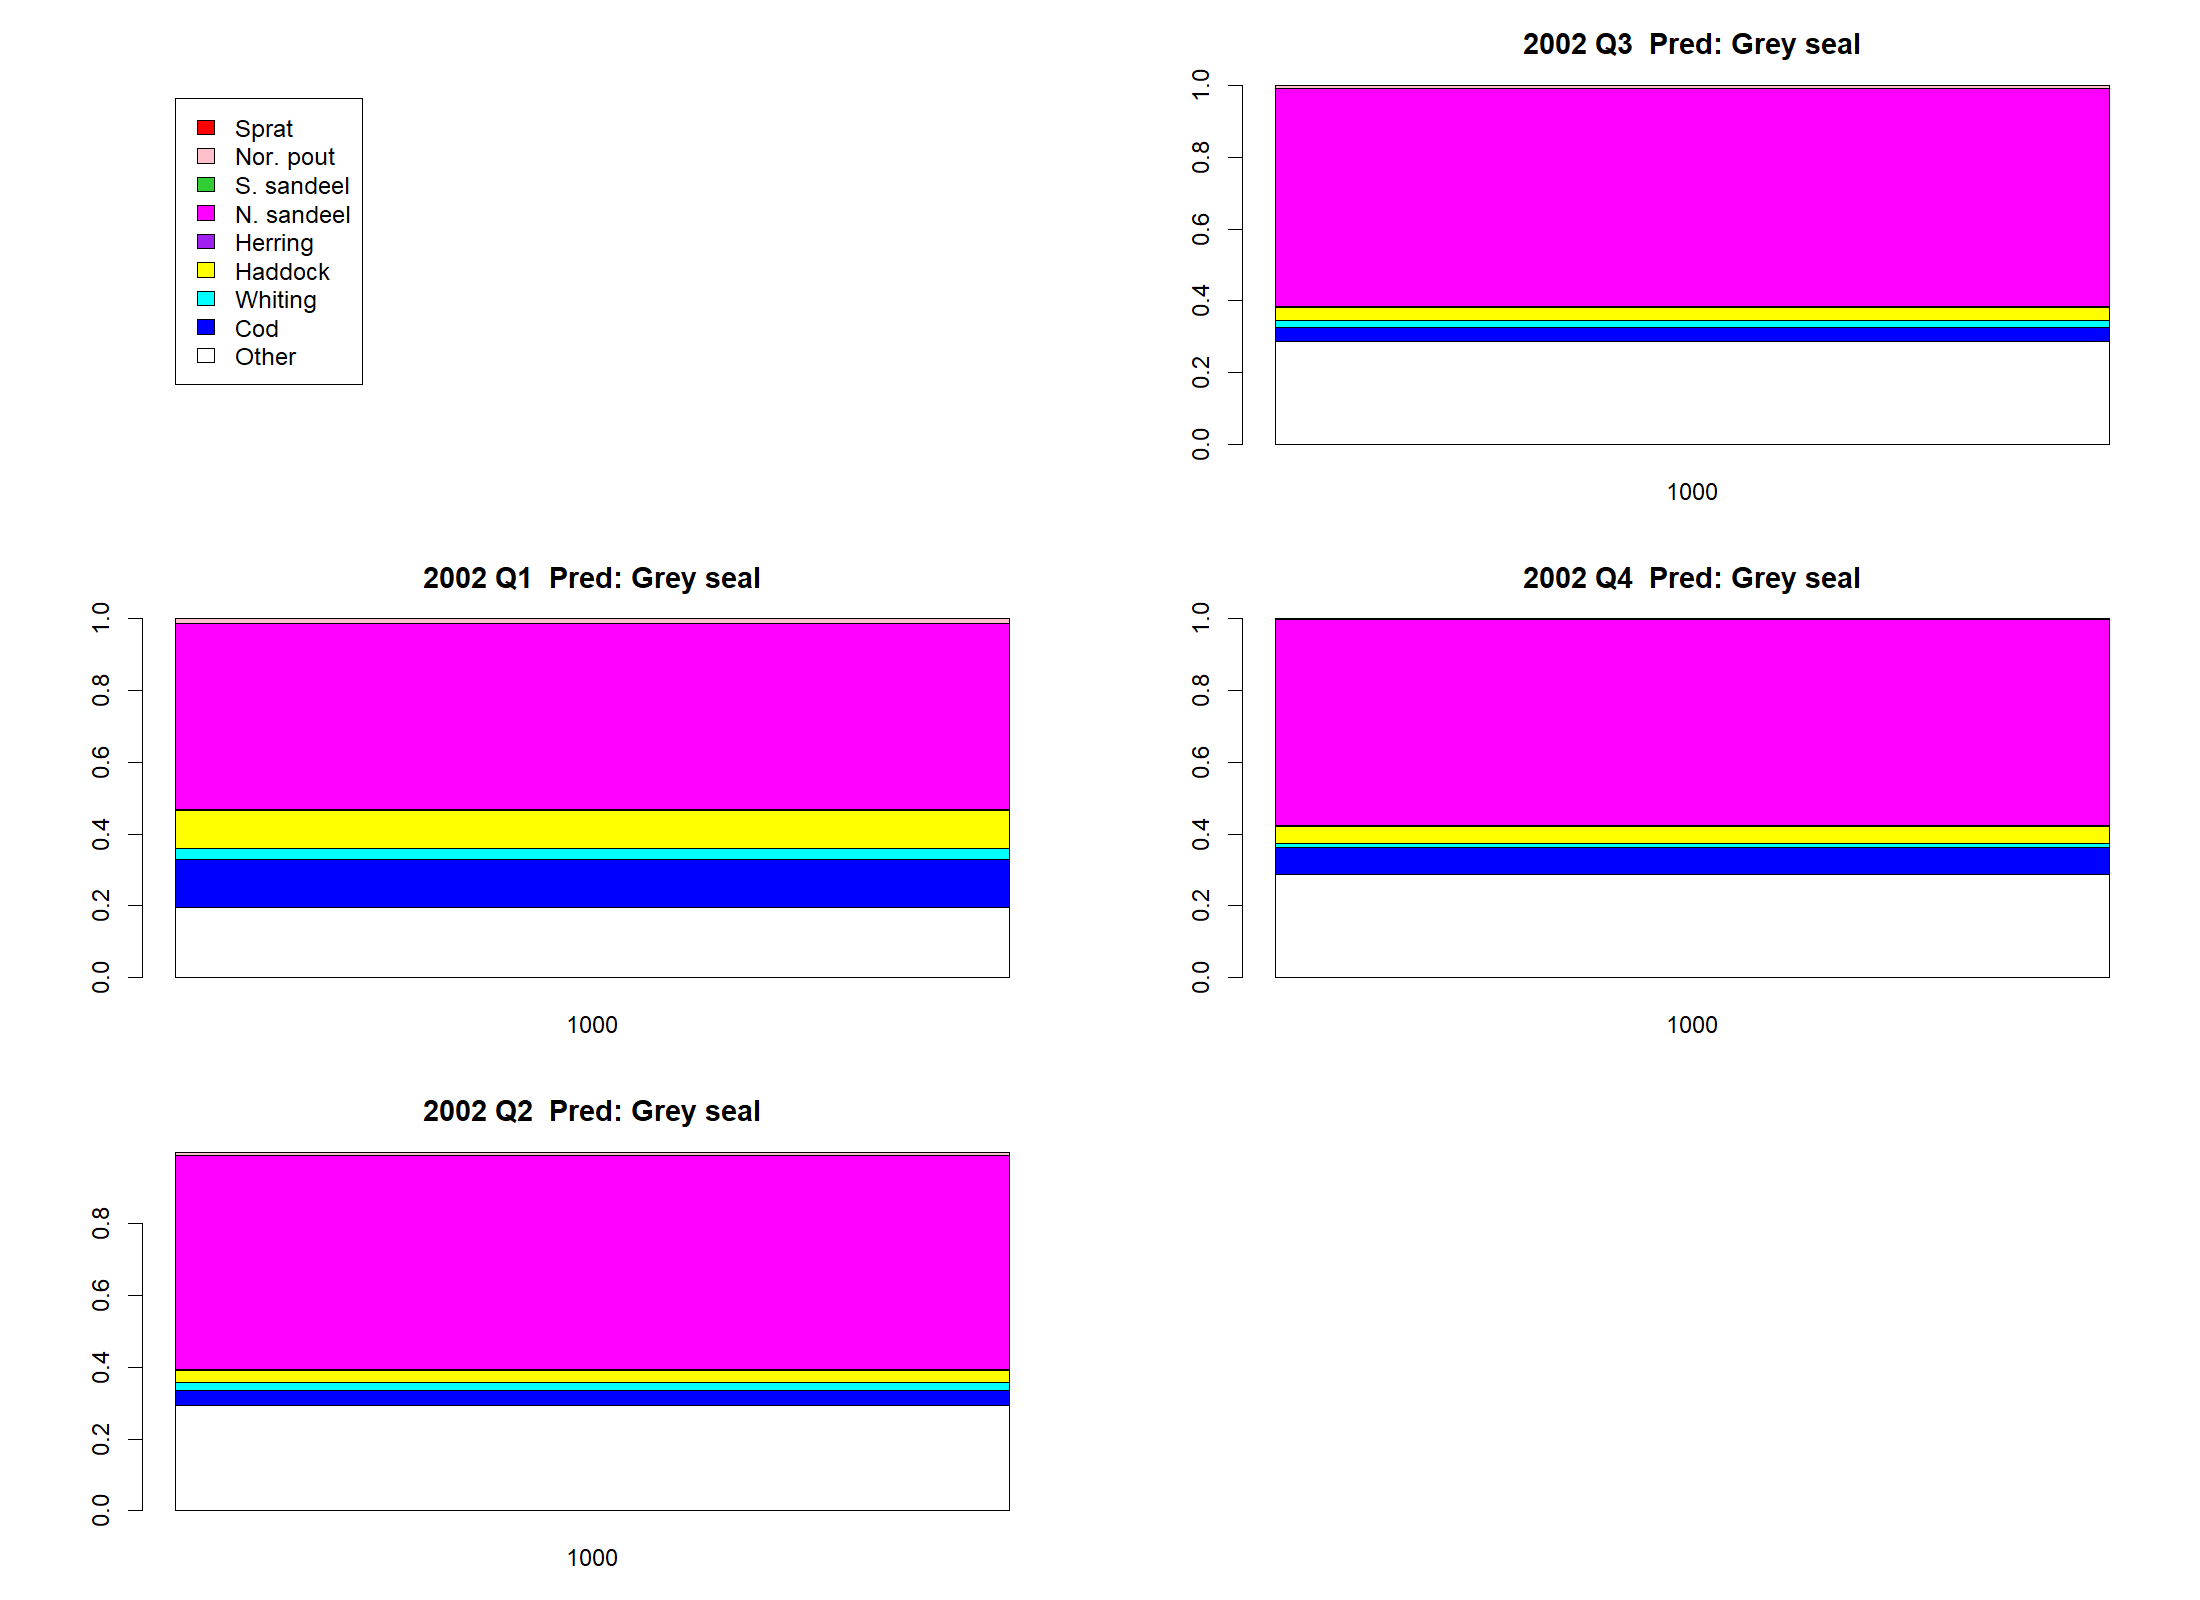 Sprat
Nor. pout
S. sandeel
N. sandeel
Herring
Haddock
Whiting
Cod
Other
2002 Q3  Pred: Grey seal
1.0
0.8
0.6
0.4
0.2
0.0
1000
2002 Q1  Pred: Grey seal
1.0
0.8
0.6
0.4
0.2
0.0
1000
2002 Q4  Pred: Grey seal
1.0
0.8
0.6
0.4
0.2
0.0
1000
2002 Q2  Pred: Grey seal
0.8
0.6
0.4
0.2
0.0
1000